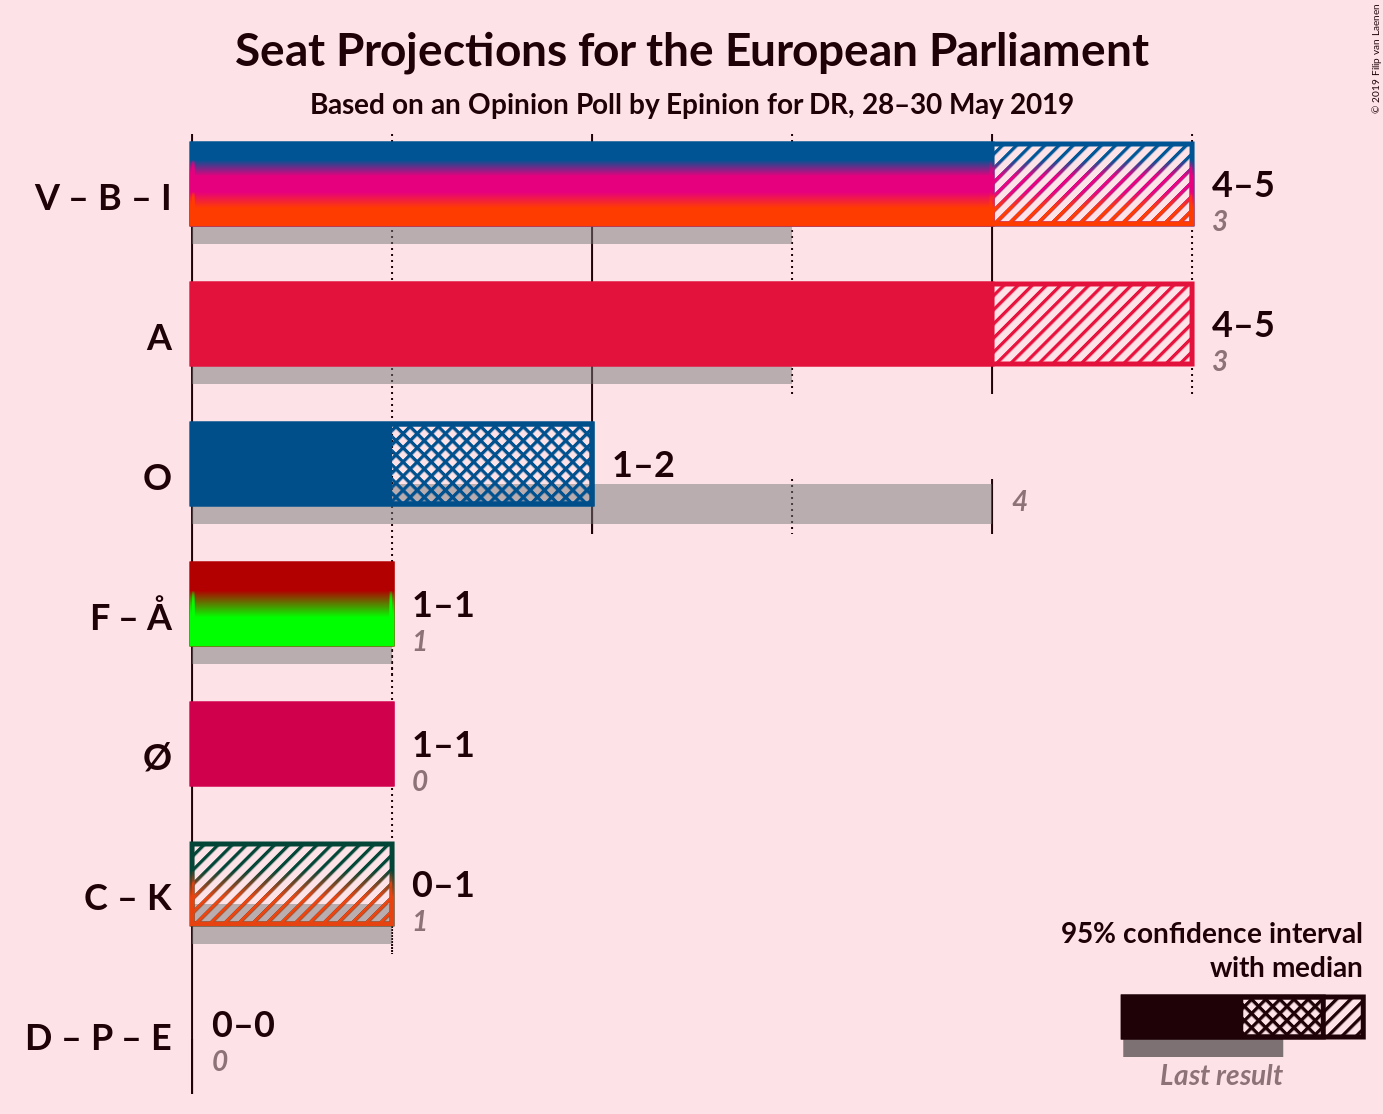 Seat Projections for the European Parliament
Based on an Opinion Poll by Epinion for DR, 28–30 May 2019
© 2019 Filip van Laenen
V – B – I
4–5
3
A
4–5
3
O
1–2
4
F – Å
1–1
1
Ø
1–1
0
C – K
0–1
1
D – P – E
0–0
0
95% confidence interval
with median
Last result